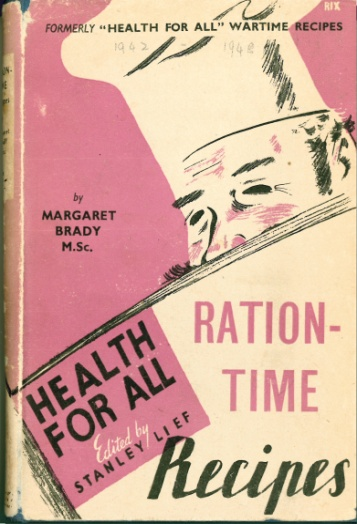 RIX
FORMERLY "HEALTH FOR ALL" WARTIME RECIPES
1942 1948
by
MARGARET
BRADY
M.Sc.
RATION-
TIME
Recipes
HEALTH
FOR ALL
Edited by
STANLEY LIEF